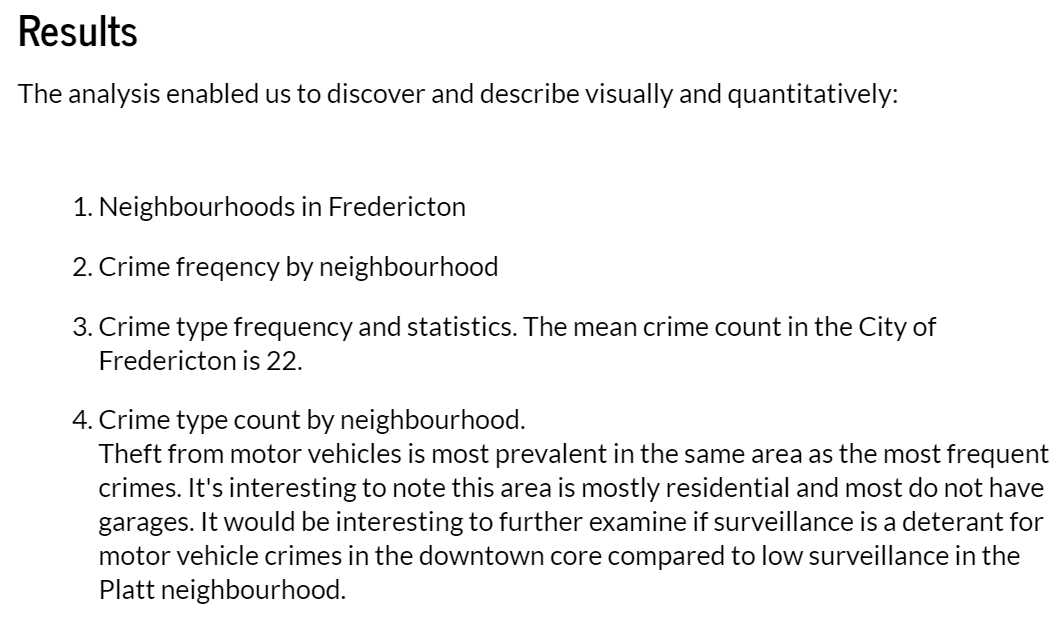 Results
The analysis enabled us to discover and describe visually and quantitatively:
1. Neighbourhoods in Fredericton
2. Crime freqency by neighbourhood
3. Crime type frequency and statistics. The mean crime count in the City of
Fredericton is 22.
4. Crime type count by neighbourhood.
Theft from motor vehicles is most prevalent in the same area as the most frequent
crimes. It's interesting to note this area is mostly residential and most do not have
garages. It would be interesting to further examine if surveillance is a deterant for
motor vehicle crimes in the downtown core compared to low surveillance in the
Platt neighbourhood.